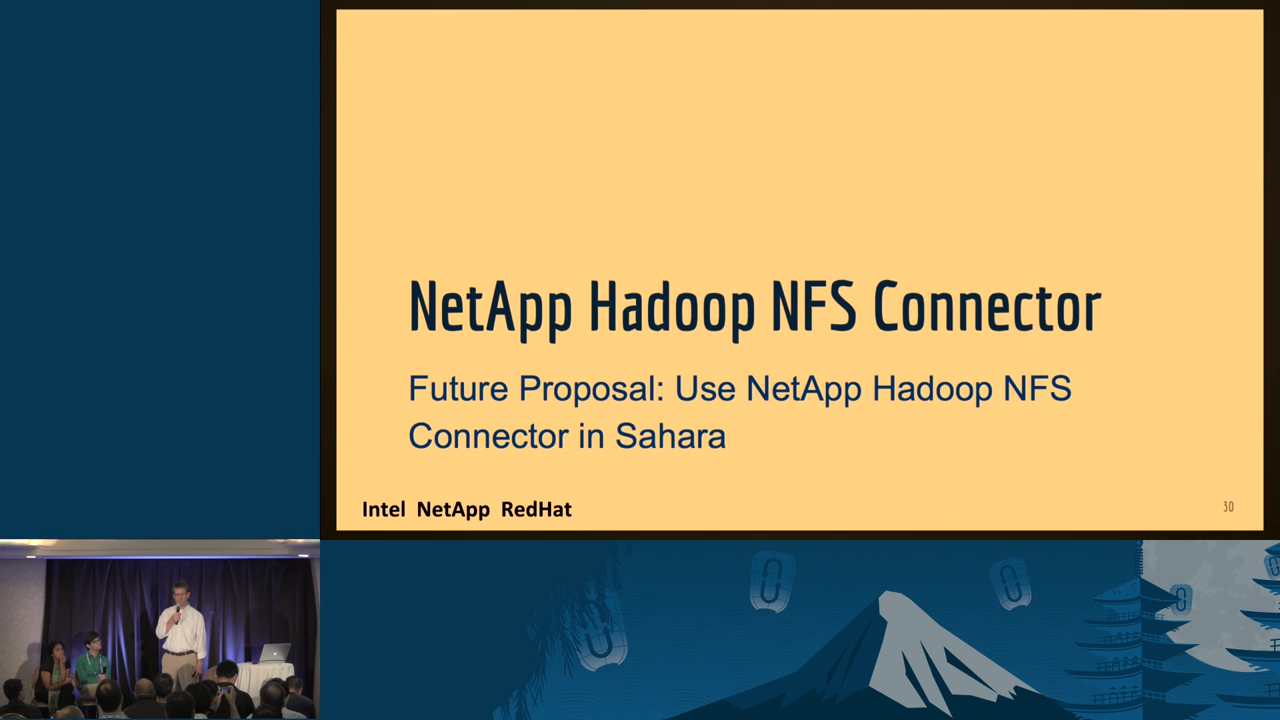 NetApp Hadoop NFS Connector
Future Proposal: Use NetApp Hadoop NFS
Connector in Sahara
Intel NetApp RedHat
30